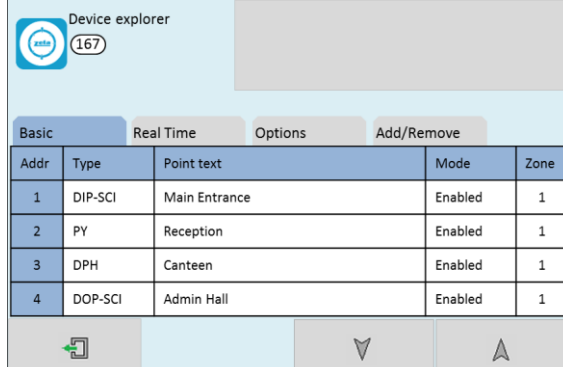 Device explorer
zeta
167
Basic Real Time Options Add/Remove
Addr Type Point text Mode Zone
1 DIP-SCI Main Entrance Enabled 1
2 PY Reception Enabled 1
3 DPH Canteen Enabled 1
4 DOP-SCI Admin Hall Enabled 1